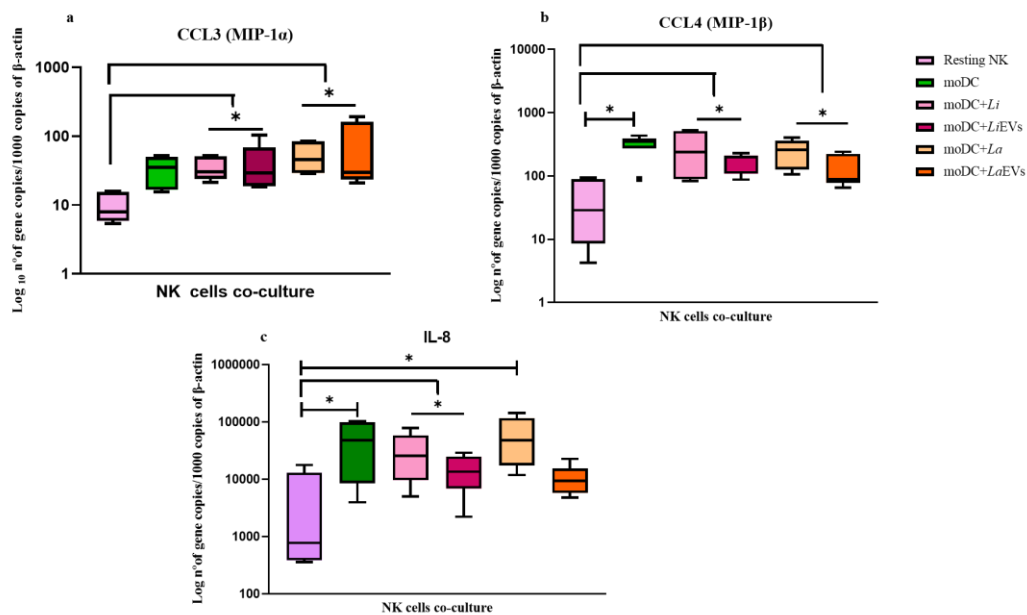 a
CCL3 (MIP-1α)
Log 10 n°of gene copies/1000 copies of β-actin
1000
100
10
1
*
*
NK cells co-culture
b
CCL4 (MIP-1β)
Log n°of gene copies/1000 copies of β-actin
10000
1000
100
10
1
*
*
*
NK cells co-culture
Resting NK
moDC
moDC+Li
moDC+LiEVs
moDC+La
moDC+LaEVs
c
IL-8
Log n°of gene copies/1000 copies of β-actin
1000000
100000
10000
1000
100
*
*
*
NK cells co-culture